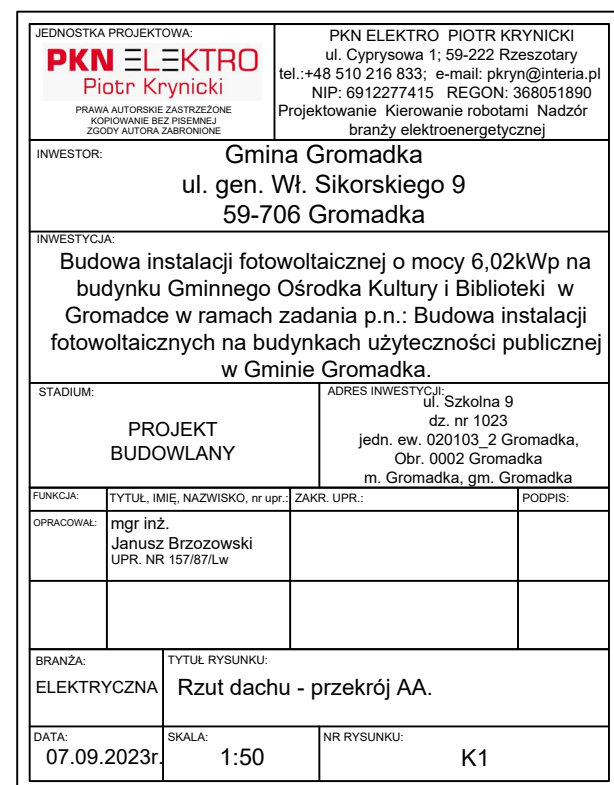 JEDNOSTKA PROJEKTOWA:
PKN ELEKTRO
Piotr Krynicki
PRAWA AUTORSKIE ZASTRZEŻONE
KOPIOWANIE BEZ PISEMNEJ
ZGODY AUTORA ZABRONIONE
PKN ELEKTRO PIOTR KRYNICKI
ul. Cyprysowa 1; 59-222 Rzeszotary
tel.:+48 510 216 833; e-mail: pkryn@interia.pl
NIP: 6912277415 REGON: 368051890
Projektowanie Kierowanie robotami Nadzór
branży elektroenergetycznej
INWESTOR:
Gmina Gromadka
ul. gen. Wł. Sikorskiego 9
59-706 Gromadka
INWESTYCJA:
Budowa instalacji fotowoltaicznej o mocy 6,02kWp na
budynku Gminnego Ośrodka Kultury i Biblioteki w
Gromadce w ramach zadania p.n.: Budowa instalacji
fotowoltaicznych na budynkach użyteczności publicznej
w Gminie Gromadka.
STADIUM:
PROJEKT
BUDOWLANY
ADRES INWESTYCJI:
ul. Szkolna 9
dz. nr 1023
jedn. ew. 020103_2 Gromadka,
Obr. 0002 Gromadka
m. Gromadka, gm. Gromadka
FUNKCJA: TYTUŁ, IMIĘ, NAZWISKO, nr upr.: ZAKR. UPR.: PODPIS:
OPRACOWAŁ: mgr inż.
Janusz Brzozowski
UPR. NR 157/87/Lw
BRANŻA:
ELEKTRYCZNA
TYTUŁ RYSUNKU:
Rzut dachu - przekrój AA.
DATA:
07.09.2023r.
SKALA:
1:50
NR RYSUNKU:
K1